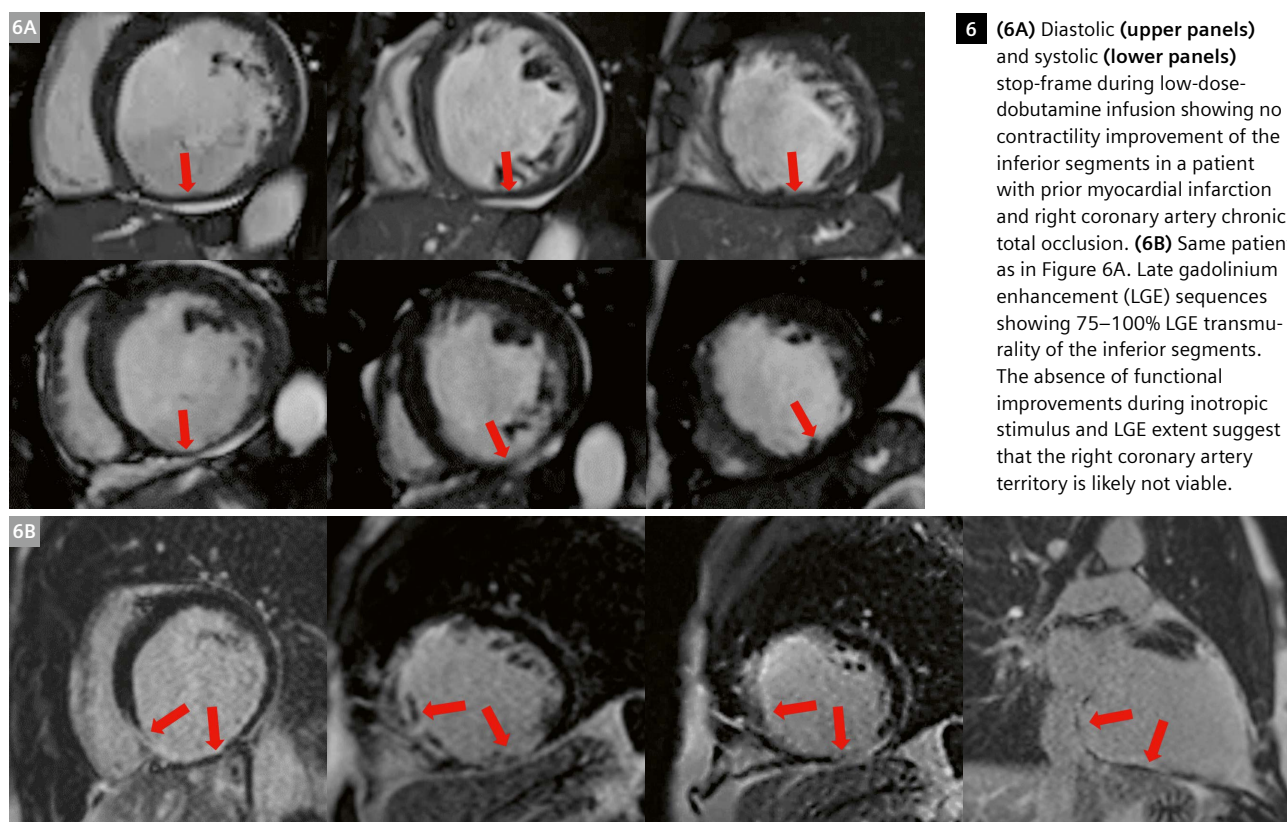 6A
6 (6A) Diastolic (upper panels)
and systolic (lower panels)
stop-frame during low-dose-
dobutamine infusion showing no
contractility improvement of the
inferior segments in a patient
with prior myocardial infarction
and right coronary artery chronic
total occlusion. (6B) Same patien
as in Figure 6A. Late gadolinium
enhancement (LGE) sequences
showing 75–100% LGE transmu-
rality of the inferior segments.
The absence of functional
improvements during inotropic
stimulus and LGE extent suggest
that the right coronary artery
territory is likely not viable.
6B